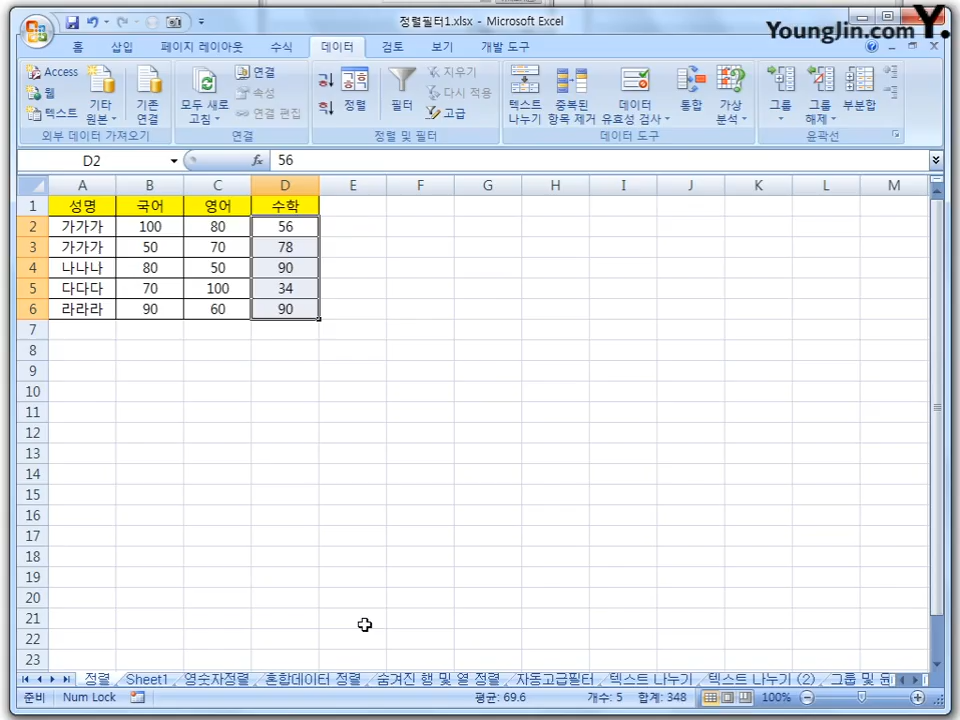 정렬필터1.xlsx - Microsoft Excel
YoungJin.com Y.
홈 삽입 페이지 레이아웃 수식 데이터 검토 보기 개발 도구
Access
웹
텍스트
기타 원본
기존 연결
외부 데이터 가져오기
모두 새로 고침
연결
속성
연결 편집
연결
정렬
필터
지우기
다시 적용
고급
정렬 및 필터
텍스트 나누기
중복된 항목 제거
데이터 유효성 검사
통합
가상 분석
데이터 도구
그룹
그룹 해제
부분합
윤곽선
D2 fx 56
A B C D E F G H I J K L M
1 성명 국어 영어 수학
2 가가가 100 80 56
3 가가가 50 70 78
4 나나나 80 50 90
5 다다다 70 100 34
6 라라라 90 60 90
7
8
9
10
11
12
13
14
15
16
17
18
19
20
21
22
23
정렬 Sheet1 영숫자정렬 혼합데이터 정렬 숨겨진 행 및 열 정렬 자동고급필터 텍스트 나누기 텍스트 나누기 (2) 그룹 및 윤
준비 Num Lock 평균: 69.6 개수: 5 합계: 348 100%